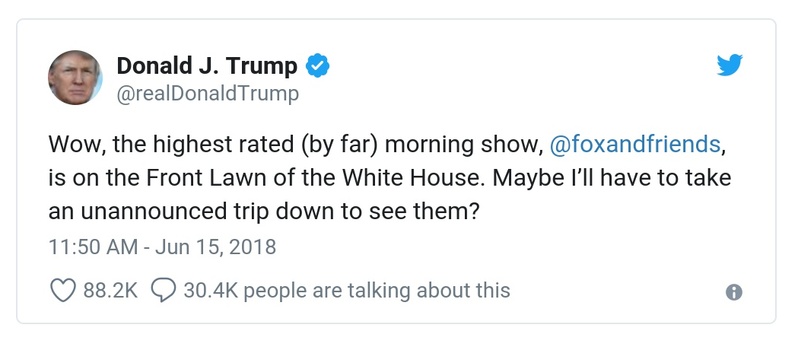 Donald J. Trump
@realDonaldTrump
Wow, the highest rated (by far) morning show, @foxandfriends,
is on the Front Lawn of the White House. Maybe I’ll have to take
an unannounced trip down to see them?
11:50 AM - Jun 15, 2018
88.2K 30.4K people are talking about this